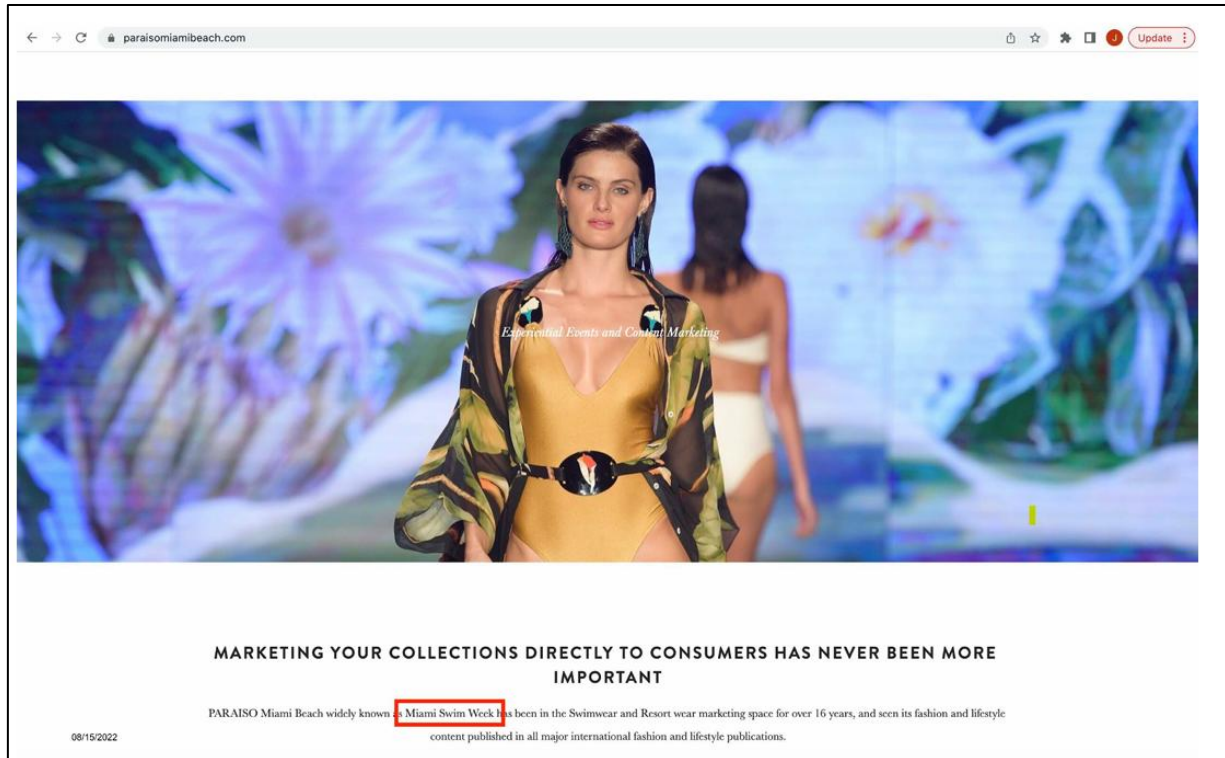 paraisomiamibeach.com
J
Update
Experiential Events and Content Marketing
MARKETING YOUR COLLECTIONS DIRECTLY TO CONSUMERS HAS NEVER BEEN MORE
IMPORTANT
PARAISO Miami Beach widely known as Miami Swim Week has been in the Swimwear and Resort wear marketing space for over 16 years, and seen its fashion and lifestyle
08/15/2022
content published in all major international fashion and lifestyle publications.